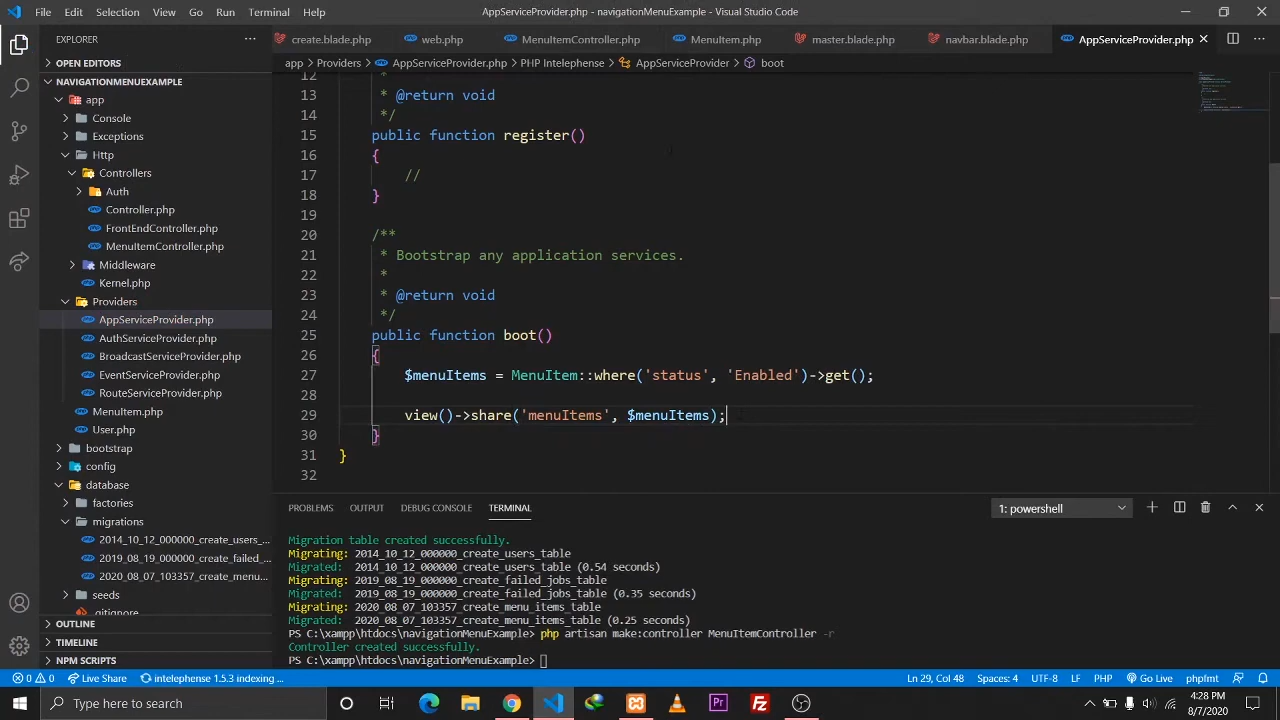 File Edit Selection View Go Run Terminal Help
AppServiceProvider.php - navigationMenuExample - Visual Studio Code
EXPLORER
OPEN EDITORS
NAVIGATIONMENUEXAMPLE
app
Console
Exceptions
Http
Controllers
Auth
Controller.php
FrontEndController.php
MenuItemController.php
Middleware
Kernel.php
Providers
AppServiceProvider.php
AuthServiceProvider.php
BroadcastServiceProvider.php
EventServiceProvider.php
RouteServiceProvider.php
MenuItem.php
User.php
bootstrap
config
database
factories
migrations
2014_10_12_000000_create_users_...
2019_08_19_000000_create_failed_...
2020_08_07_103357_create_menu...
seeds
.gitignore
OUTLINE
TIMELINE
NPM SCRIPTS
create.blade.php web.php MenuItemController.php MenuItem.php master.blade.php navbar.blade.php AppServiceProvider.php
app > Providers > AppServiceProvider.php > PHP Intelephense > AppServiceProvider > boot
12 *
13 * @return void
14 */
15 public function register()
16 {
17 //
18 }
19
20 /**
21 * Bootstrap any application services.
22 *
23 * @return void
24 */
25 public function boot()
26 {
27 $menuItems = MenuItem::where('status', 'Enabled')->get();
28
29 view()->share('menuItems', $menuItems);
30 }
31 }
32
PROBLEMS OUTPUT DEBUG CONSOLE TERMINAL 1: powershell
Migration table created successfully.
Migrating: 2014_10_12_000000_create_users_table
Migrated: 2014_10_12_000000_create_users_table (0.54 seconds)
Migrating: 2019_08_19_000000_create_failed_jobs_table
Migrated: 2019_08_19_000000_create_failed_jobs_table (0.35 seconds)
Migrating: 2020_08_07_103357_create_menu_items_table
Migrated: 2020_08_07_103357_create_menu_items_table (0.25 seconds)
PS C:\xampp\htdocs\navigationMenuExample> php artisan make:controller MenuItemController -r
Controller created successfully.
PS C:\xampp\htdocs\navigationMenuExample>
0 0 Live Share intelephense 1.5.3 indexing ... Ln 29, Col 48 Spaces: 4 UTF-8 LF PHP Go Live phpfmt
Type here to search
4:28 PM
8/7/2020